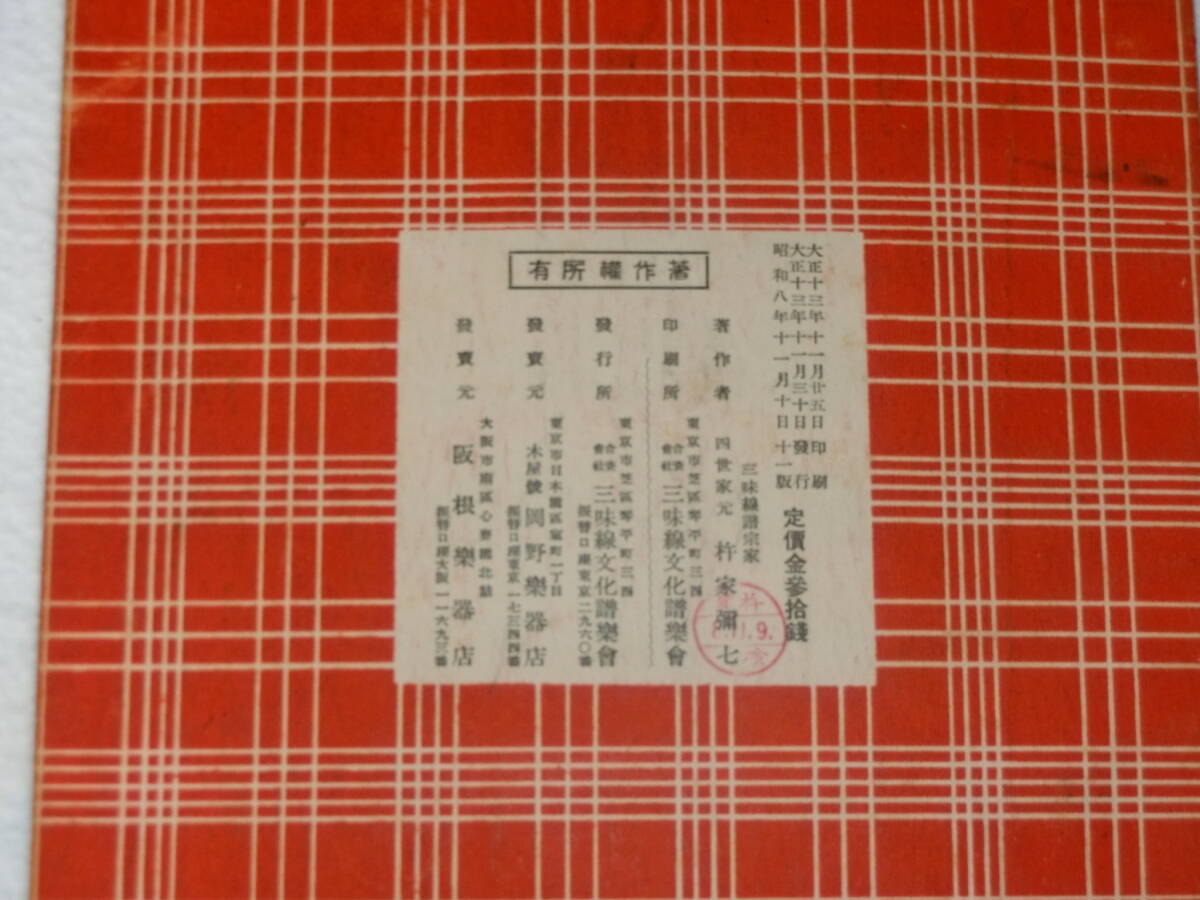 大正十三年十一月廿五日印刷
大正十三年十一月三十日發行
昭和八年十一月十日十一版
定價金參拾錢
著作權所有
著作者
三味線譜宗家
四世家元 杵家彌七
印刷所
東京市芝區琴平町三四
合資會社 三味線文化譜樂會
發行所
東京市芝區琴平町三四
合資會社 三味線文化譜樂會
振替口座東京二九六〇番
發賣元
東京市日本橋區室町一丁目
木屋號 岡野樂器店
振替口座東京一七三四四番
發賣元
大阪市南區心齋橋北詰
阪根樂器店
振替口座大阪一一六九三番
杵
.11.9.